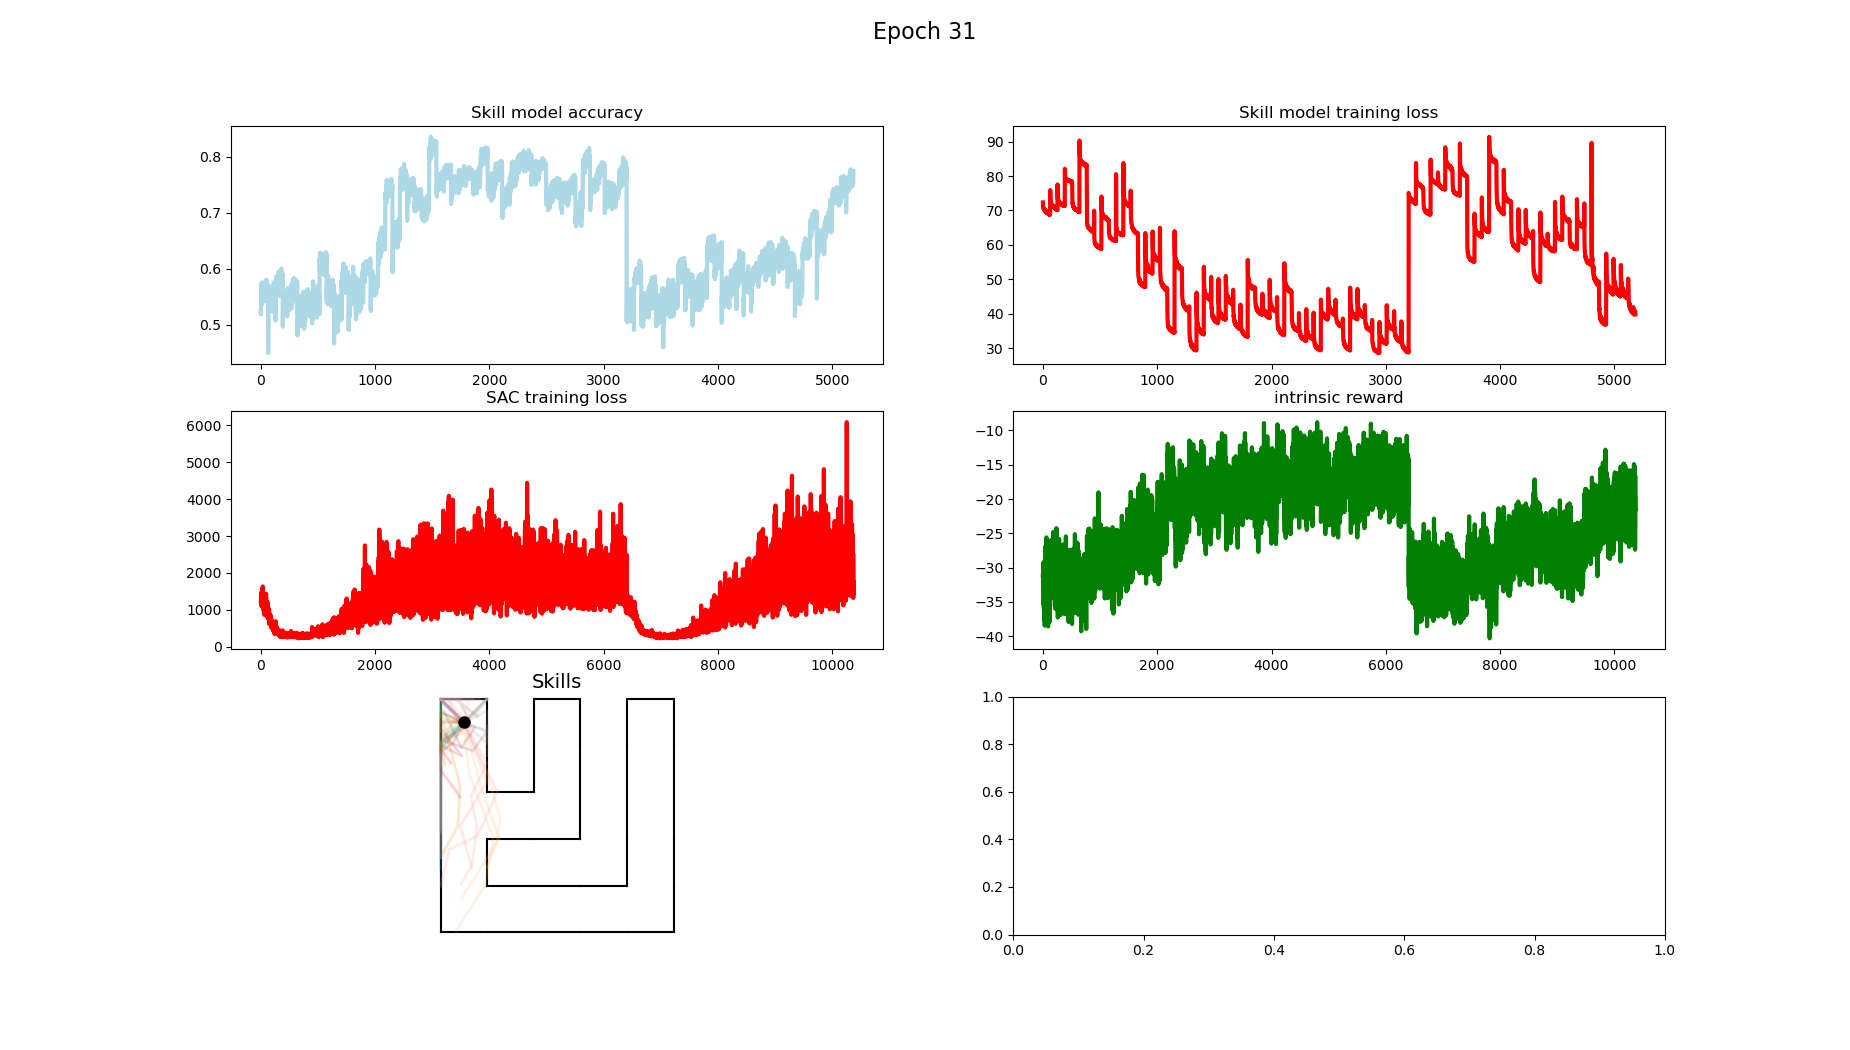 Epoch 31
Skill model accuracy
0.8
0.7
0.6
0.5
0 1000 2000 3000 4000 5000
Skill model training loss
90
80
70
60
50
40
30
0 1000 2000 3000 4000 5000
SAC training loss
6000
5000
4000
3000
2000
1000
0
0 2000 4000 6000 8000 10000
intrinsic reward
−10
−15
−20
−25
−30
−35
−40
0 2000 4000 6000 8000 10000
Skills
1.0
0.8
0.6
0.4
0.2
0.0
0.0 0.2 0.4 0.6 0.8 1.0